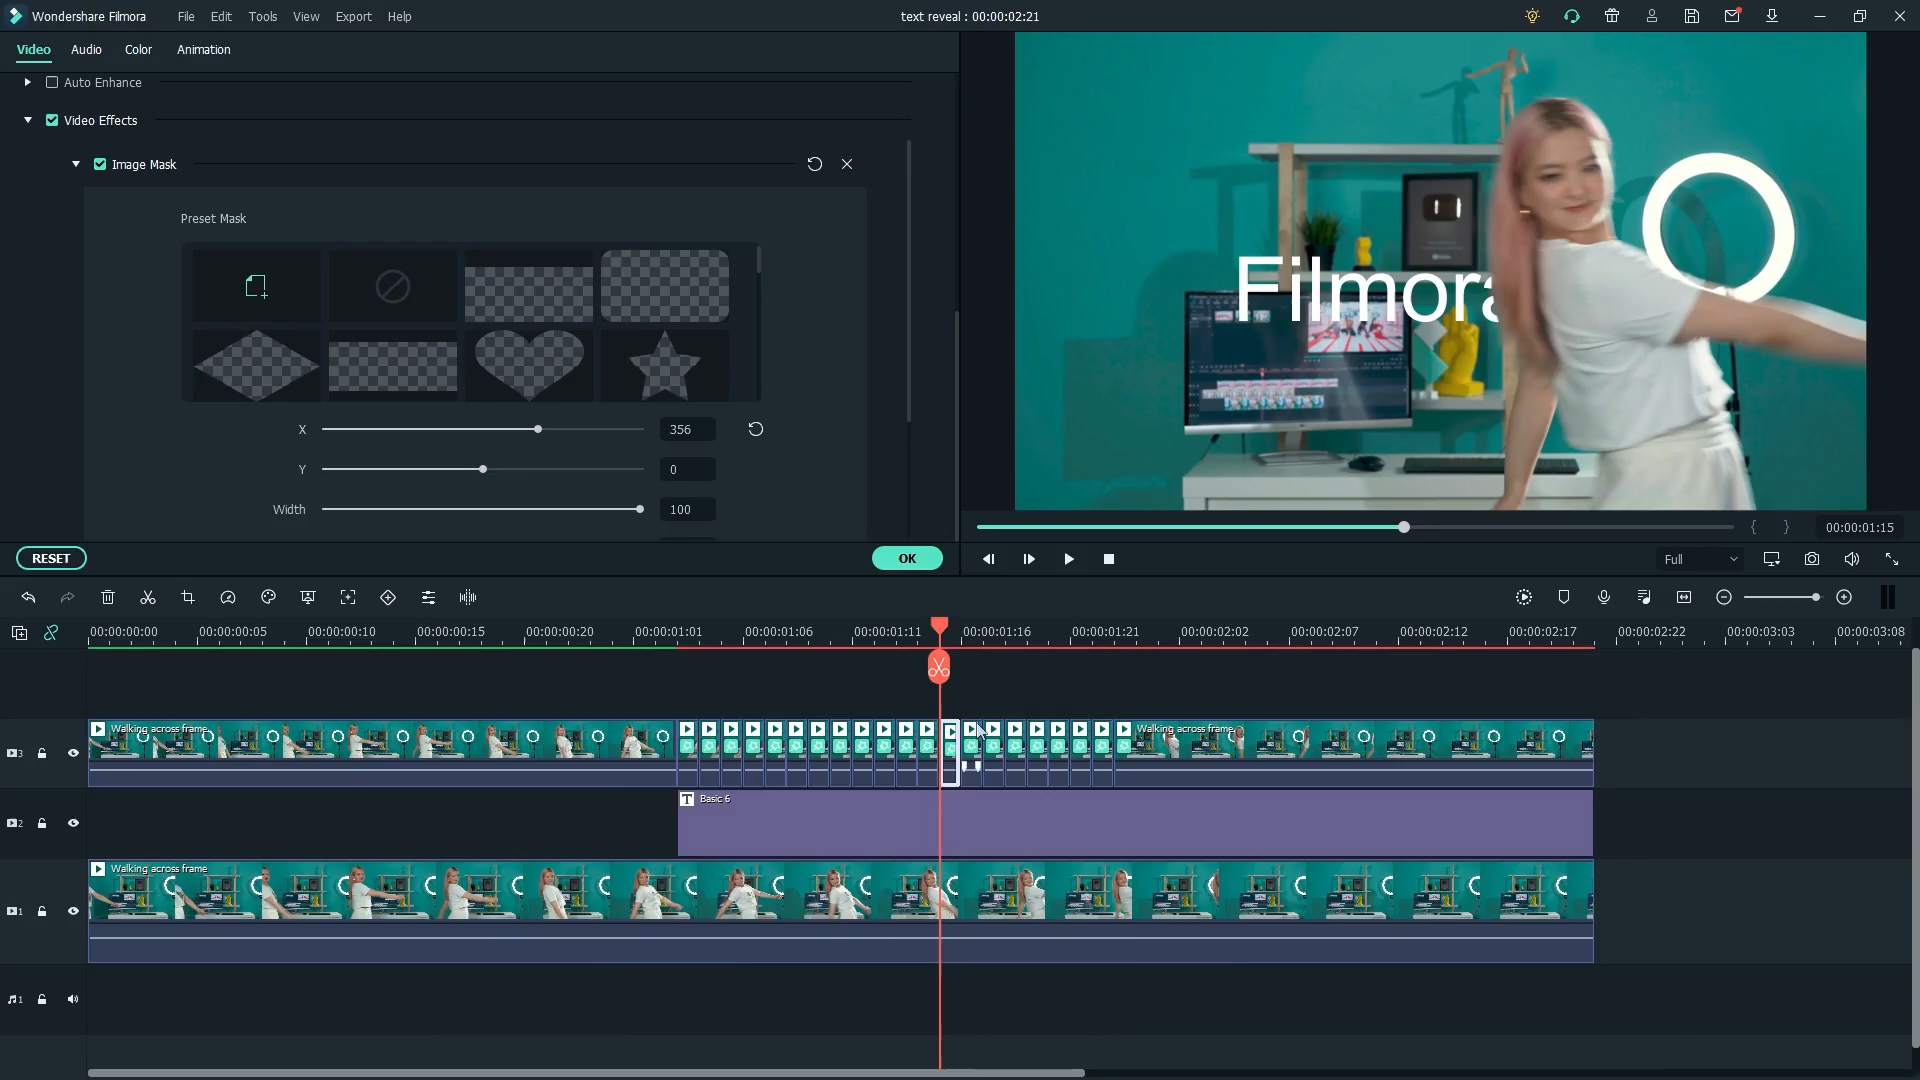 Wondershare Filmora File Edit Tools View Export Help text reveal : 00:00:02:21
Video Audio Color Animation
Auto Enhance
Video Effects
Image Mask
Preset Mask
X 356
Y 0
Width 100
RESET OK
Filmora
00:00:01:15
Full
00:00:00:00 00:00:00:05 00:00:00:10 00:00:00:15 00:00:00:20 00:00:01:01 00:00:01:06 00:00:01:11 00:00:01:16 00:00:01:21 00:00:02:02 00:00:02:07 00:00:02:12 00:00:02:17 00:00:02:22 00:00:03:03 00:00:03:08
3 Walking across frame Walking across frame
2 T Basic 6
1 Walking across frame
1